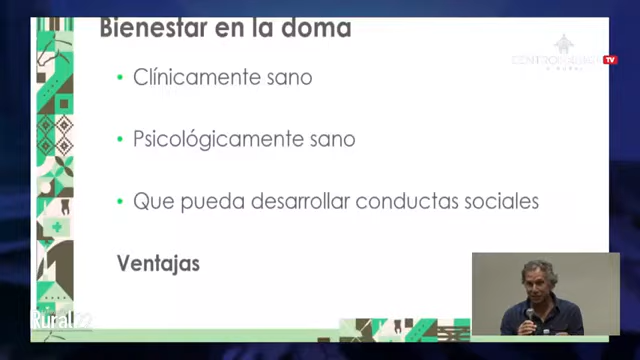 Bienestar en la doma
• Clínicamente sano
• Psicológicamente sano
• Que pueda desarrollar conductas sociales
Ventajas
TV
Rural22